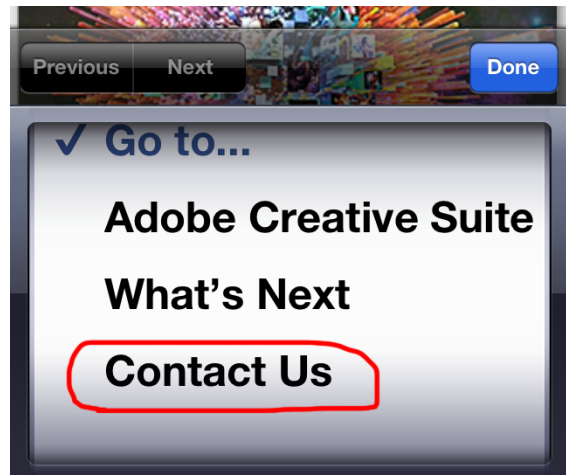 Previous Next Done
✓ Go to...
Adobe Creative Suite
What’s Next
Contact Us